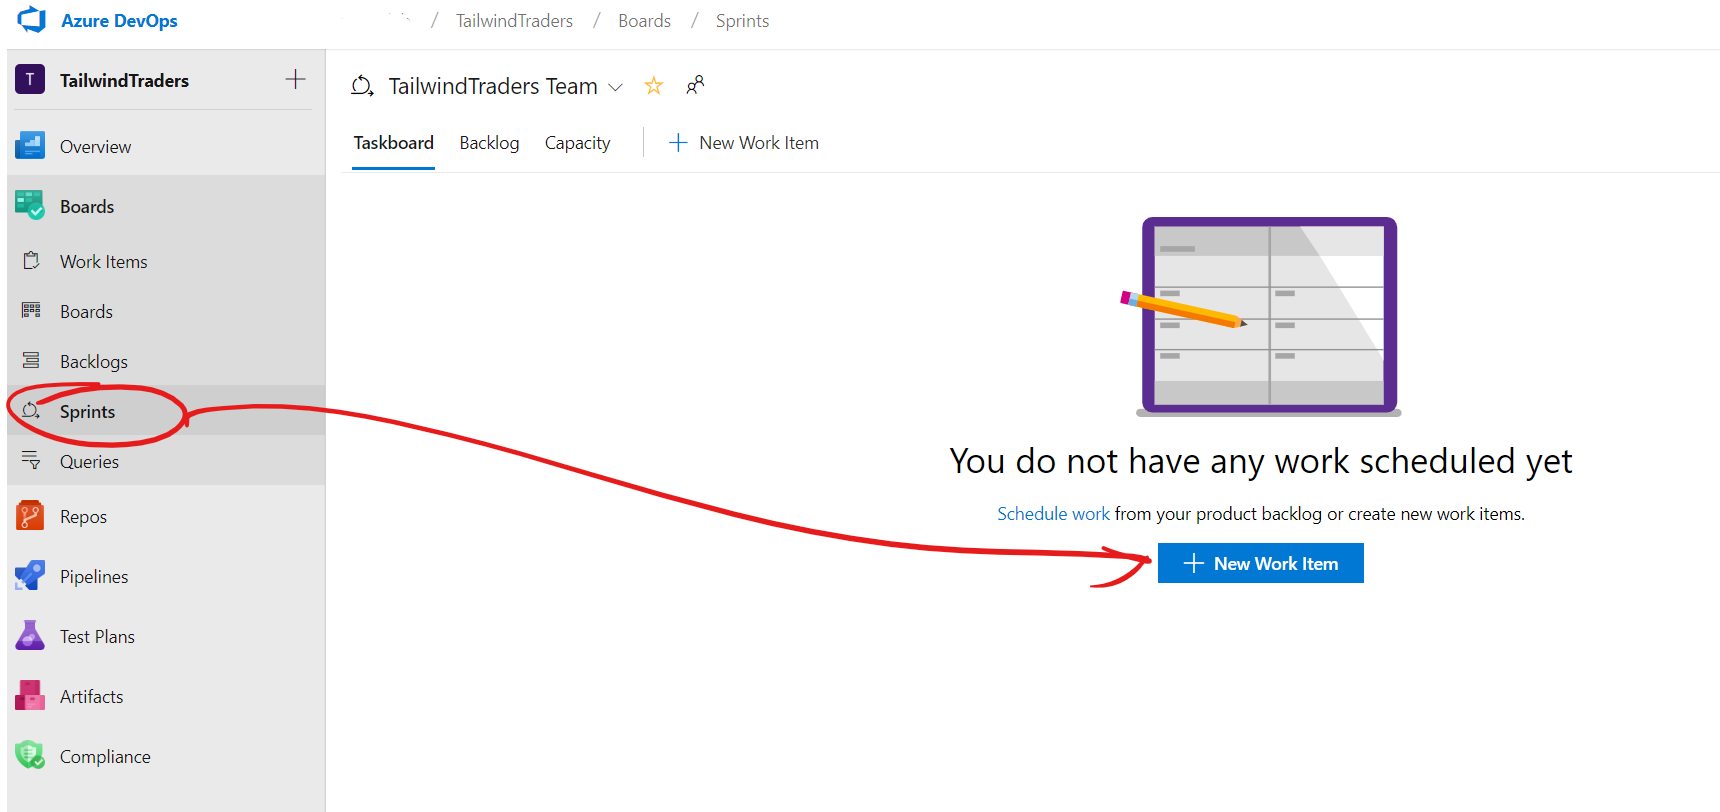 Azure DevOps
/ TailwindTraders / Boards / Sprints
T TailwindTraders
TailwindTraders Team
Taskboard Backlog Capacity New Work Item
Overview
Boards
Work Items
Boards
Backlogs
Sprints
Queries
Repos
Pipelines
Test Plans
Artifacts
Compliance
You do not have any work scheduled yet
Schedule work from your product backlog or create new work items.
New Work Item